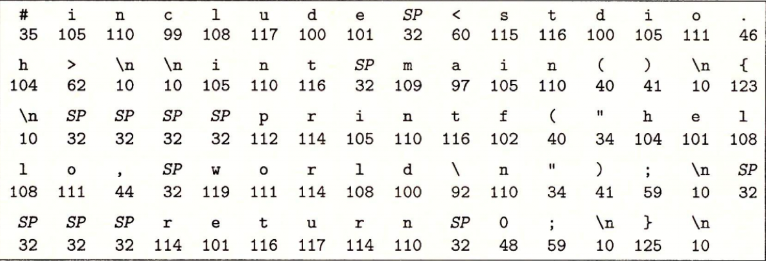 # i n c l u d e SP < s t d i o .
35 105 110 99 108 117 100 101 32 60 115 116 100 105 111 46
h > \n \n i n t SP m a i n ( ) \n {
104 62 10 10 105 110 116 32 109 97 105 110 40 41 10 123
\n SP SP SP SP p r i n t f ( " h e l
10 32 32 32 32 112 114 105 110 116 102 40 34 104 101 108
l o , SP w o r l d \ n " ) ; \n SP
108 111 44 32 119 111 114 108 100 92 110 34 41 59 10 32
SP SP SP r e t u r n SP 0 ; \n } \n
32 32 32 114 101 116 117 114 110 32 48 59 10 125 10